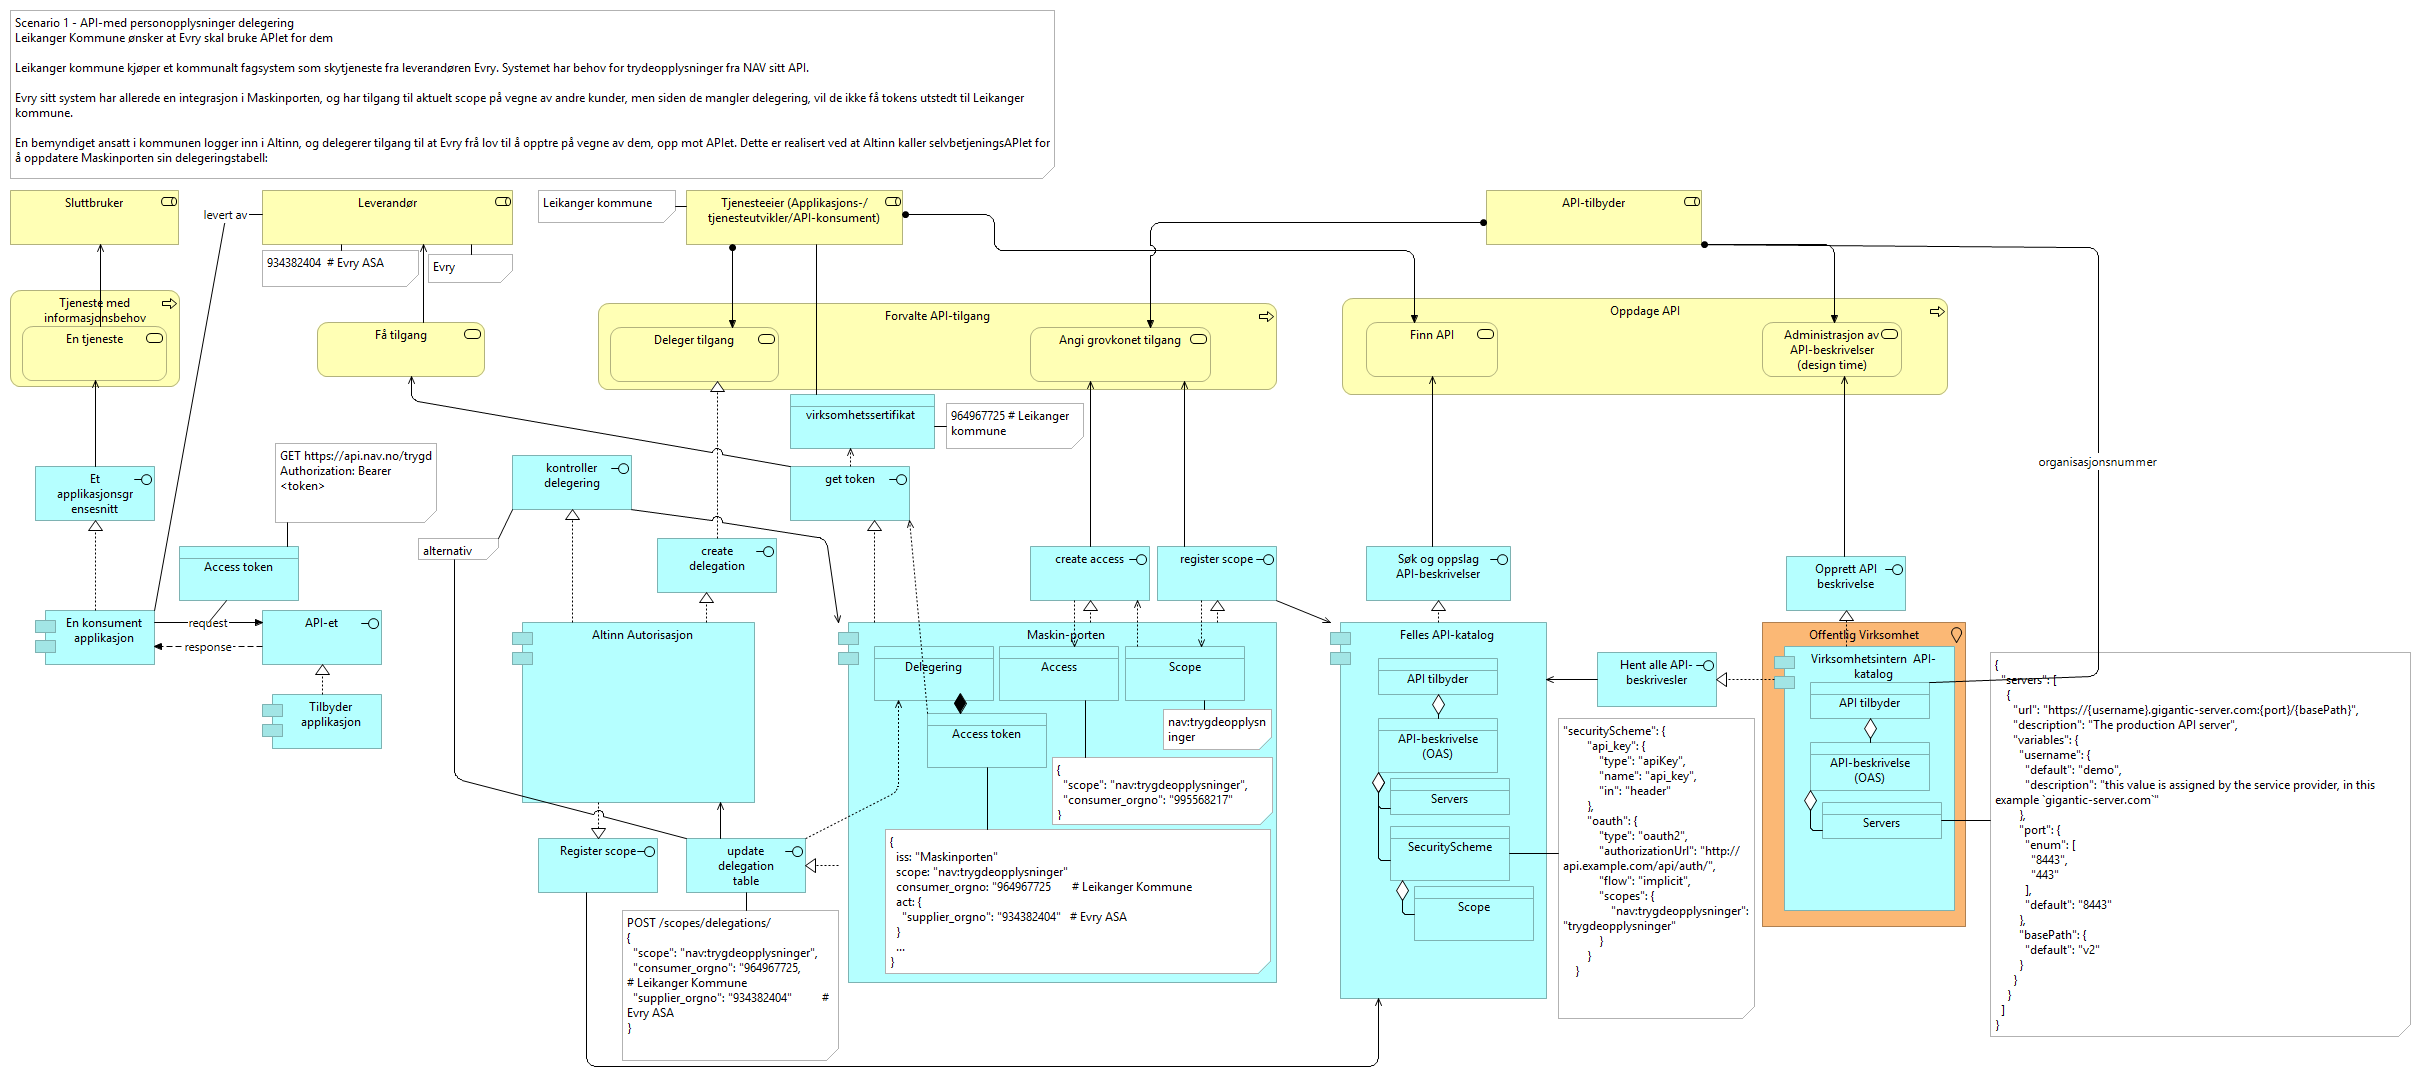 Scenario 1 - API-med personopplysninger delegering
Leikanger Kommune ønsker at Evry skal bruke APIet for dem
Leikanger kommune kjøper et kommunalt fagsystem som skytjeneste fra leverandøren Evry. Systemet har behov for trydeopplysninger fra NAV sitt API.
Evry sitt system har allerede en integrasjon i Maskinporten, og har tilgang til aktuelt scope på vegne av andre kunder, men siden de mangler delegering, vil de ikke få tokens utstedt til Leikanger
kommune.
En bemyndiget ansatt i kommunen logger inn i Altinn, og delegerer tilgang til at Evry frå lov til å opptre på vegne av dem, opp mot APIet. Dette er realisert ved at Altinn kaller selvbetjeningsAPIet for
å oppdatere Maskinporten sin delegeringstabell:
Sluttbruker
levert av
Leverandør
934382404  # Evry ASA
Evry
Leikanger kommune
Tjenesteeier (Applikasjons-/
tjenesteutvikler/API-konsument)
API-tilbyder
Tjeneste med
informasjonsbehov
En tjeneste
Få tilgang
Forvalte API-tilgang
Deleger tilgang
Angi grovkonet tilgang
Oppdage API
Finn API
Administrasjon av
API-beskrivelser
(design time)
virksomhetssertifikat
964967725 # Leikanger
kommune
organisasjonsnummer
GET https://api.nav.no/trygd
Authorization: Bearer
<token>
Et
applikasjonsgr
ensesnitt
kontroller
delegering
get token
alternativ
create
delegation
create access
register scope
Søk og oppslag
API-beskrivelser
Opprett API
beskrivelse
Access token
En konsument
applikasjon
request
response
API-et
Tilbyder
applikasjon
Altinn Autorisasjon
Maskin-porten
Delegering
Access
Scope
nav:trygdeopplysn
inger
Access token
{
"scope": "nav:trygdeopplysninger",
"consumer_orgno": "995568217"
}
{
iss: "Maskinporten"
scope: "nav:trygdeopplysninger"
consumer_orgno: "964967725       # Leikanger Kommune
act: {
"supplier_orgno": "934382404"   # Evry ASA
}
...
}
Register scope
update
delegation
table
POST /scopes/delegations/
{
"scope": "nav:trygdeopplysninger",
"consumer_orgno": "964967725,
# Leikanger Kommune
"supplier_orgno": "934382404"          #
Evry ASA
}
Felles API-katalog
API tilbyder
API-beskrivelse
(OAS)
Servers
SecurityScheme
Scope
Hent alle API-
beskrivesler
"securityScheme": {
"api_key": {
"type": "apiKey",
"name": "api_key",
"in": "header"
},
"oauth": {
"type": "oauth2",
"authorizationUrl": "http://
api.example.com/api/auth/",
"flow": "implicit",
"scopes": {
"nav:trygdeopplysninger":
"trygdeopplysninger"
}
}
}
Offentlig Virksomhet
Virksomhetsintern  API-
katalog
API tilbyder
API-beskrivelse
(OAS)
Servers
{
"servers": [
{
"url": "https://{username}.gigantic-server.com:{port}/{basePath}",
"description": "The production API server",
"variables": {
"username": {
"default": "demo",
"description": "this value is assigned by the service provider, in this
example `gigantic-server.com`"
},
"port": {
"enum": [
"8443",
"443"
],
"default": "8443"
},
"basePath": {
"default": "v2"
}
}
}
]
}